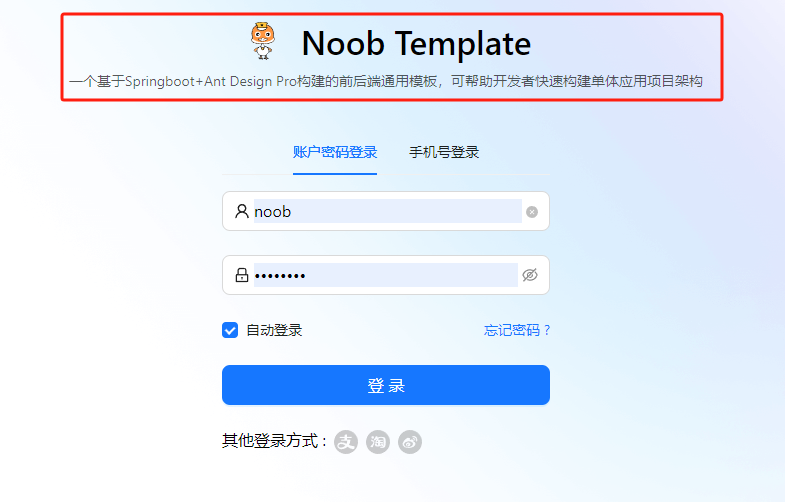 Noob Template
一个基于Springboot+Ant Design Pro构建的前后端通用模板，可帮助开发者快速构建单体应用项目架构
账户密码登录 手机号登录
noob
••••••••
自动登录 忘记密码 ?
登 录
其他登录方式 :
支 淘